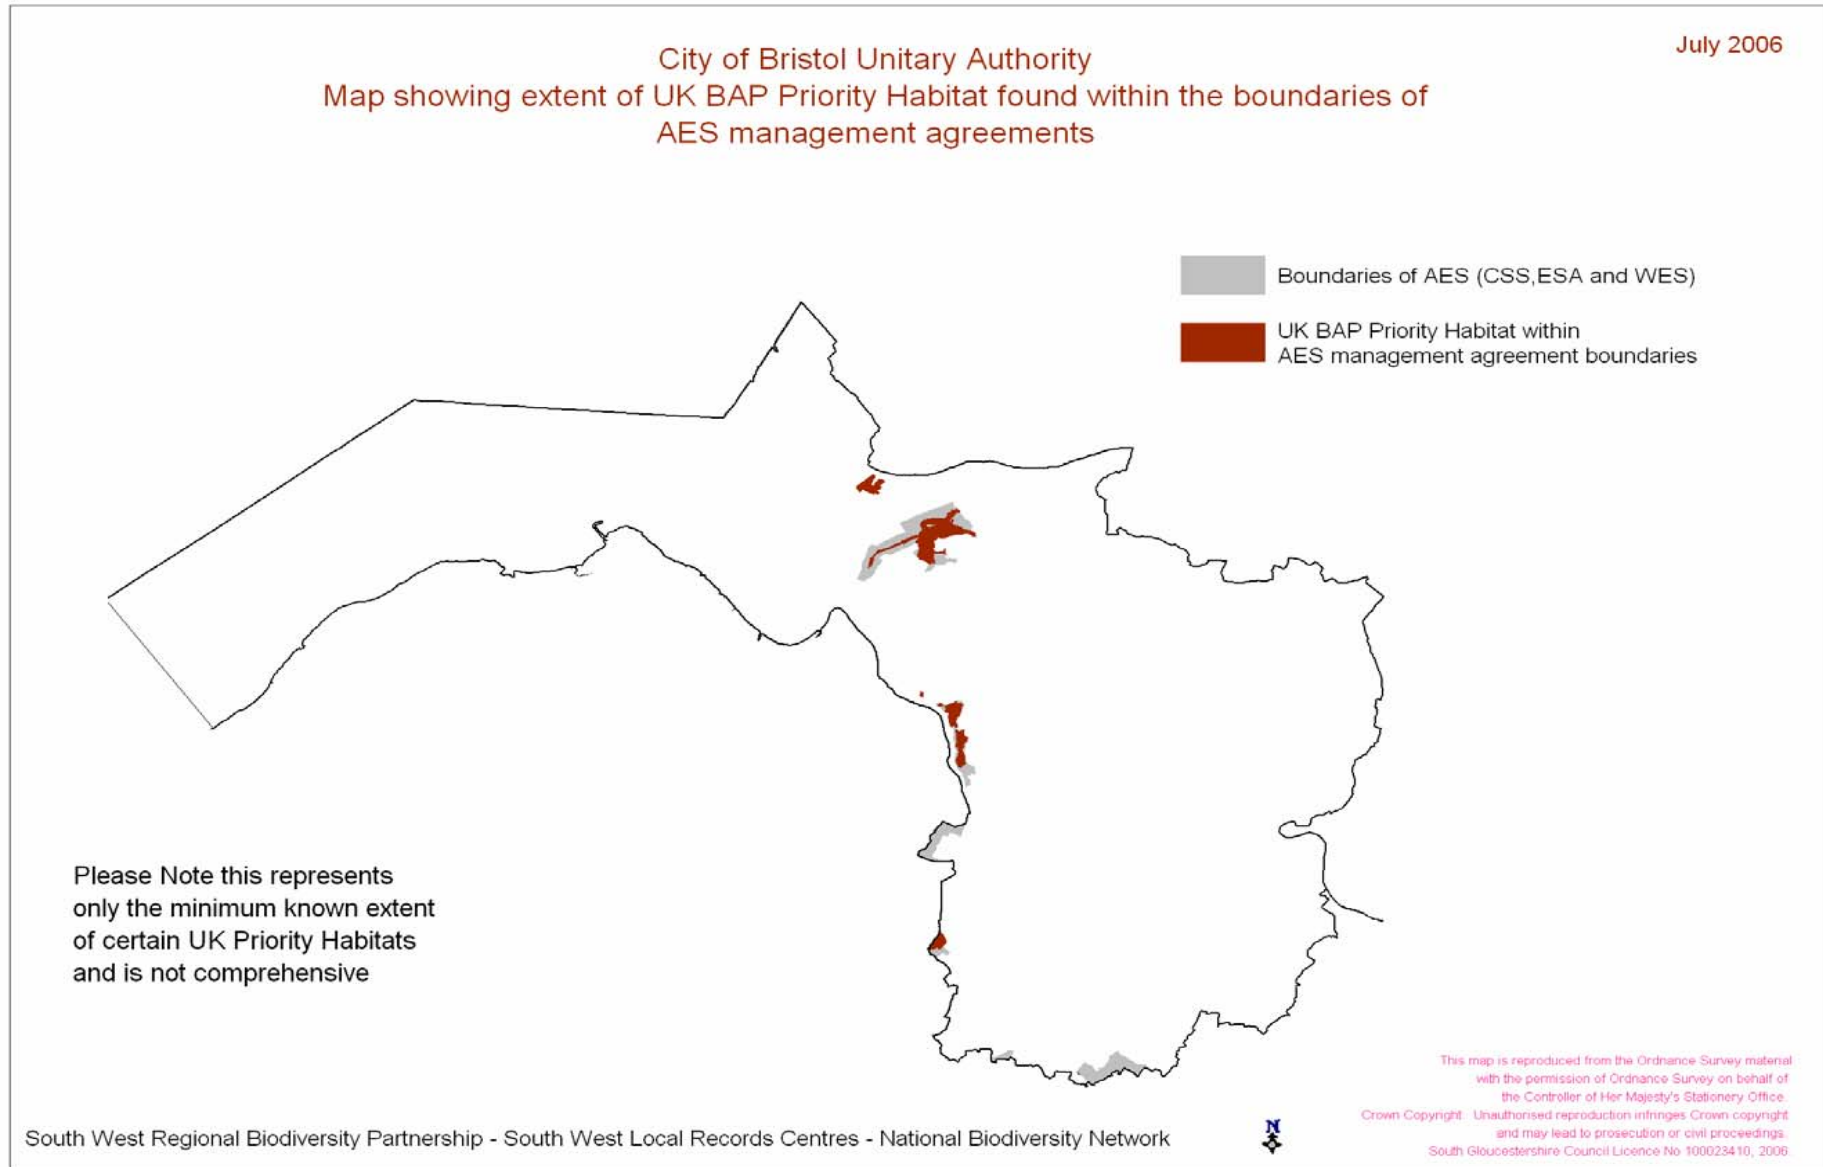 July 2006
City of Bristol Unitary Authority
Map showing extent of UK BAP Priority Habitat found within the boundaries of
AES management agreements
Boundaries of AES (CSS,ESA and WES)
UK BAP Priority Habitat within
AES management agreement boundaries
Please Note this represents
only the minimum known extent
of certain UK Priority Habitats
and is not comprehensive
This map is reproduced from the Ordnance Survey material
with the permission of Ordnance Survey on behalf of
the Controller of Her Majesty's Stationery Office.
Crown Copyright. Unauthorised reproduction infringes Crown copyright
and may lead to prosecution or civil proceedings.
South Gloucestershire Council Licence No 100023410, 2006.
South West Regional Biodiversity Partnership - South West Local Records Centres - National Biodiversity Network
N